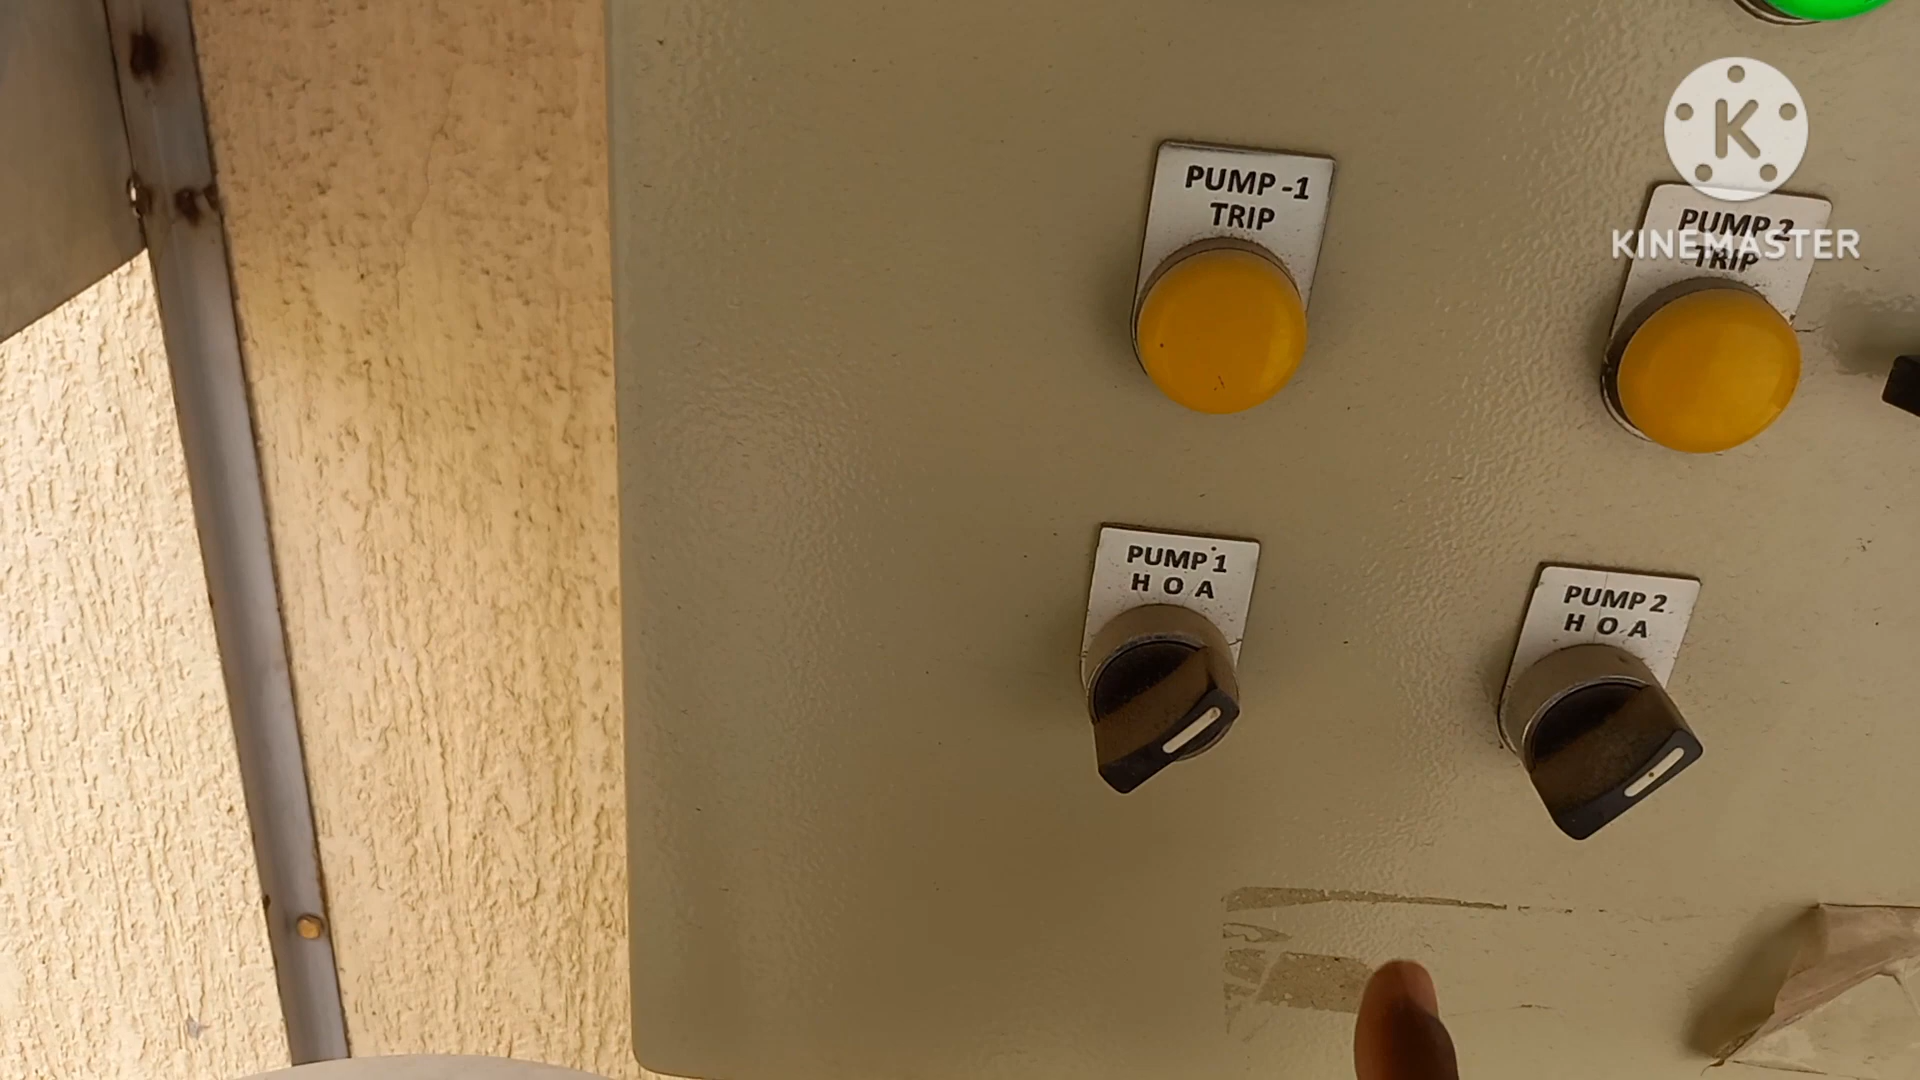 PUMP -1
TRIP
PUMP 2
TRIP
K
KINEMASTER
PUMP 1
H O A
PUMP 2
H O A